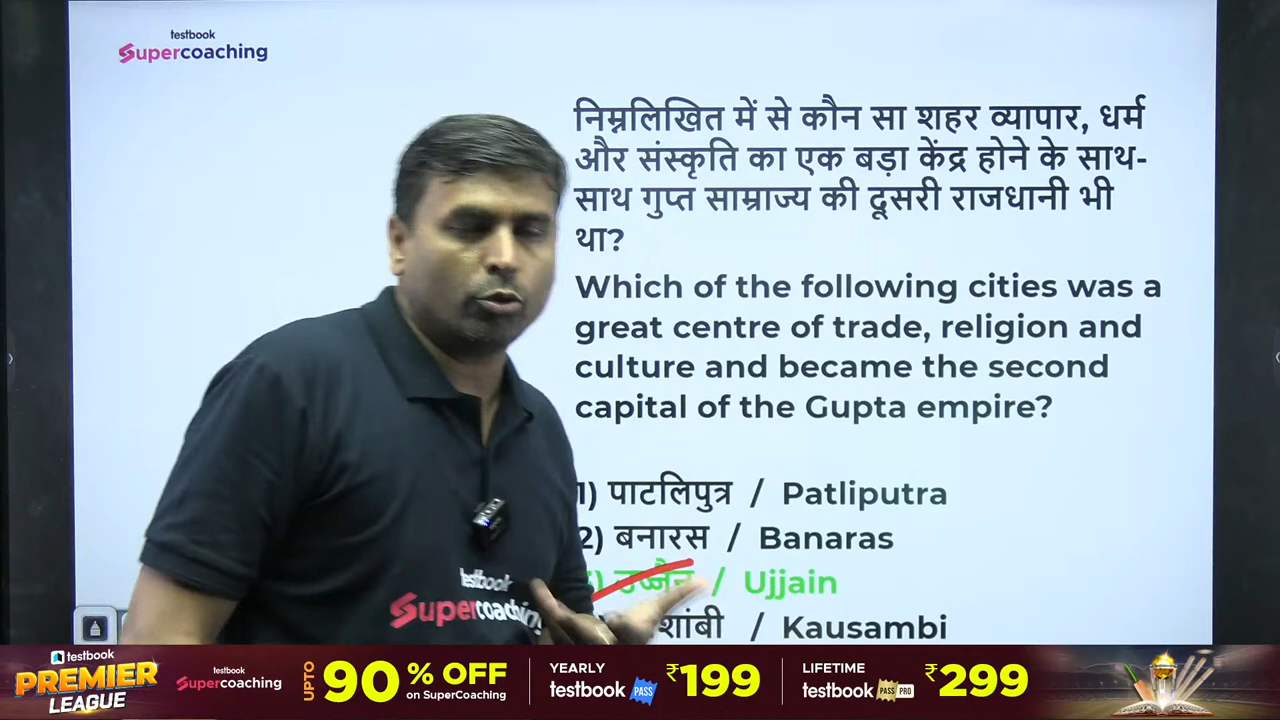 testbook
Supercoaching
निम्नलिखित में से कौन सा शहर व्यापार, धर्म
और संस्कृति का एक बड़ा केंद्र होने के साथ-
साथ गुप्त साम्राज्य की दूसरी राजधानी भी
था?
Which of the following cities was a
great centre of trade, religion and
culture and became the second
capital of the Gupta empire?
1) पाटलिपुत्र / Patliputra
2) बनारस / Banaras
3) उज्जैन / Ujjain
शांबी / Kausambi
testbook
Supercoaching
testbook
PREMIER
LEAGUE
testbook
Supercoaching
UPTO
90% OFF
on SuperCoaching
YEARLY
testbook PASS
₹199
LIFETIME
testbook PASS PRO
₹299